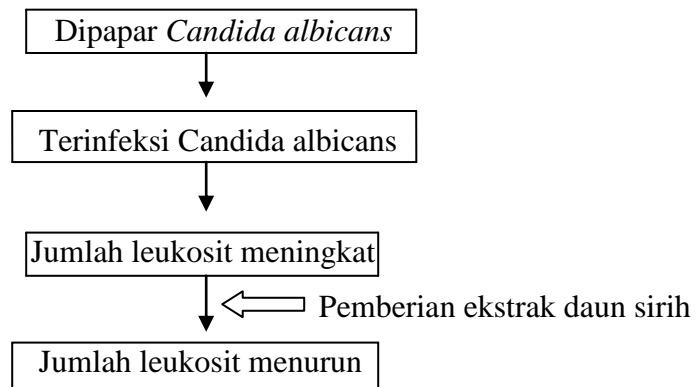 Dipapar Candida albicans
Terinfeksi Candida albicans
Jumlah leukosit meningkat
Pemberian ekstrak daun sirih
Jumlah leukosit menurun